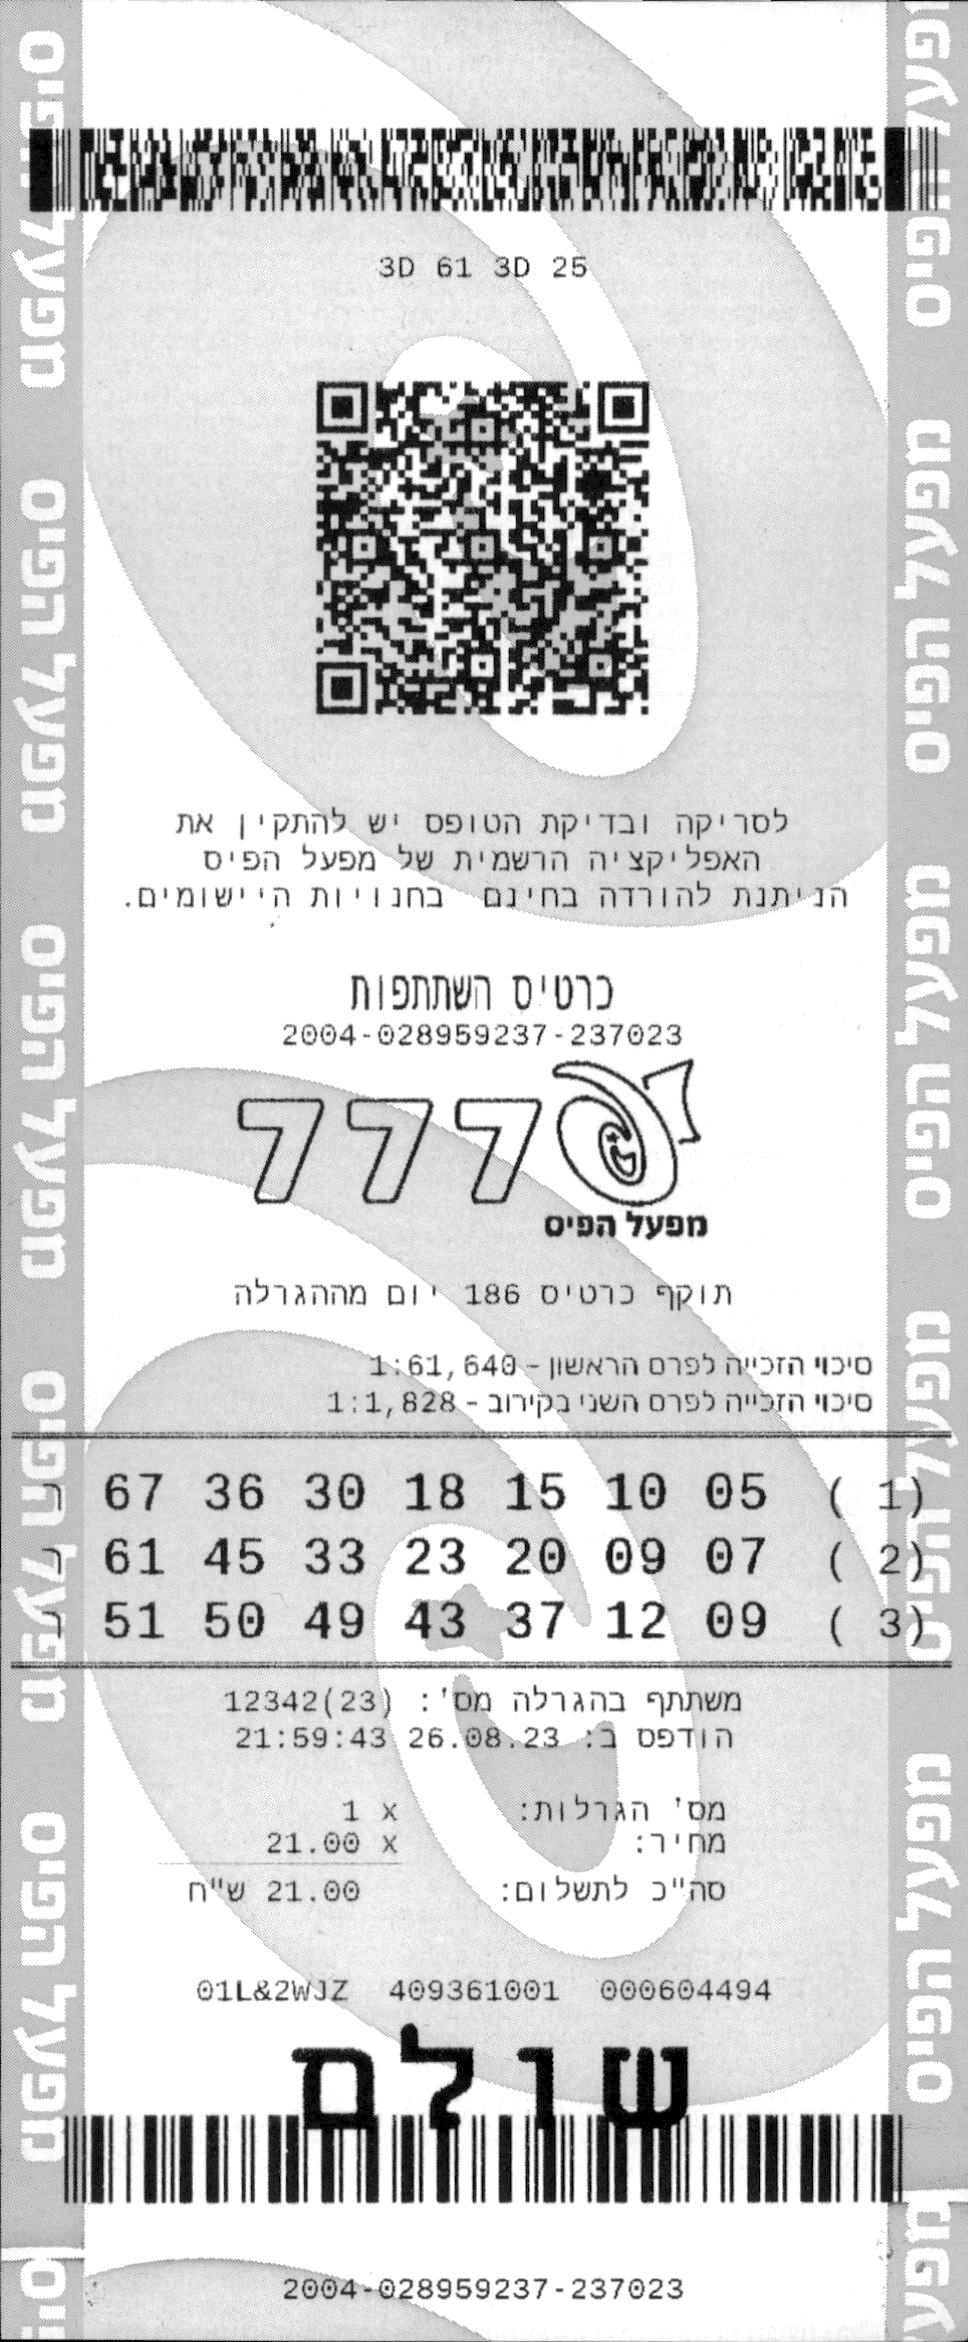 3D 61 3D 25
לסריקה ובדיקת הטופס יש להתקין את
האפליקציה הרשמית של מפעל הפיס
הניתנת להורדה בחינם בחנויות היישומים.
כרטיס השתתפות
2004-028959237-237023
777
מפעל הפיס
תוקף כרטיס 186 יום מההגרלה
סיכוי הזכייה לפרס הראשון - 1:61,640
סיכוי הזכייה לפרס השני בקירוב - 1:1,828
( 1) 05 10 15 18 30 36 67 ר
( 2) 07 09 20 23 33 45 61 ר
( 3) 09 12 37 43 49 50 51 ר
משתתף בהגרלה מס': 12342(23)
הודפס ב: 26.08.23 21:59:43
מס' הגרלות: x 1
מחיר: x 21.00
סה"כ לתשלום: 21.00 ש"ח
01L&2WJZ 409361001 000604494
שולם
2004-028959237-237023
מפעל הפיס
מפעל הפיס
מפעל הפיס
מפעל הפיס
מפעל הפיס
מפעל הפיס
מפעל הפיס
מפעל הפיס